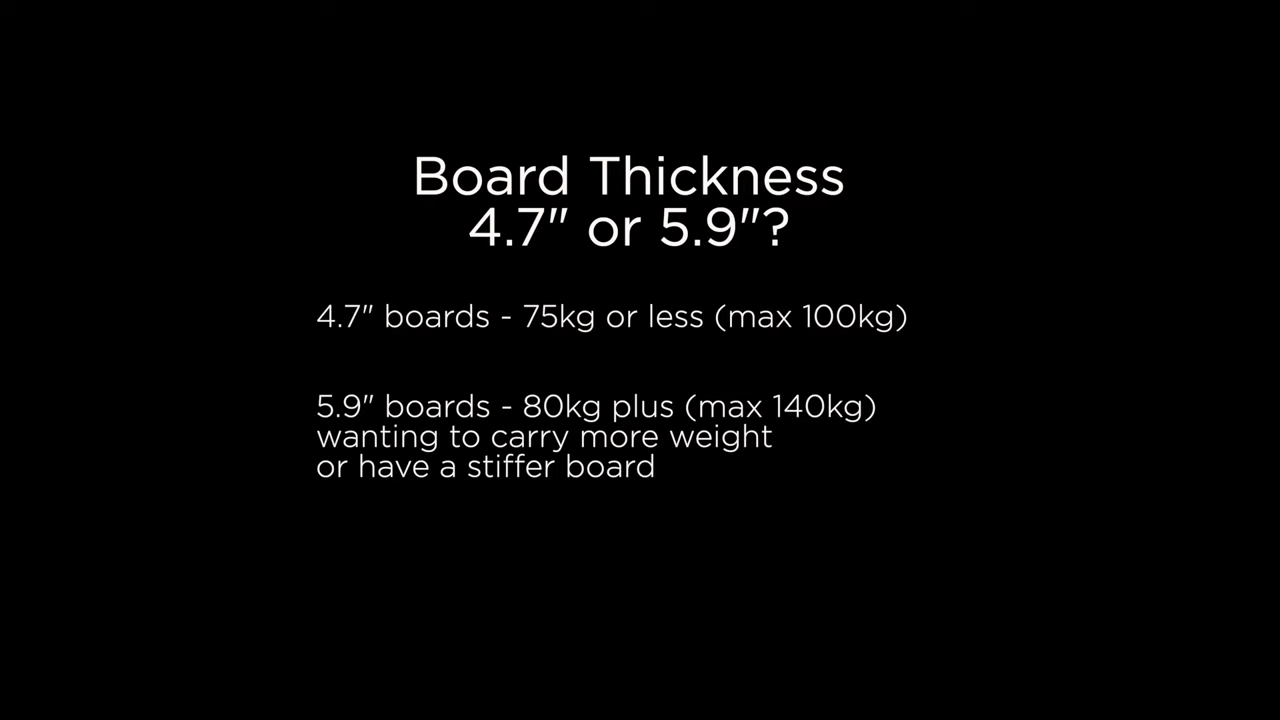 Board Thickness
4.7" or 5.9"?
4.7" boards - 75kg or less (max 100kg)
5.9" boards - 80kg plus (max 140kg)
wanting to carry more weight
or have a stiffer board